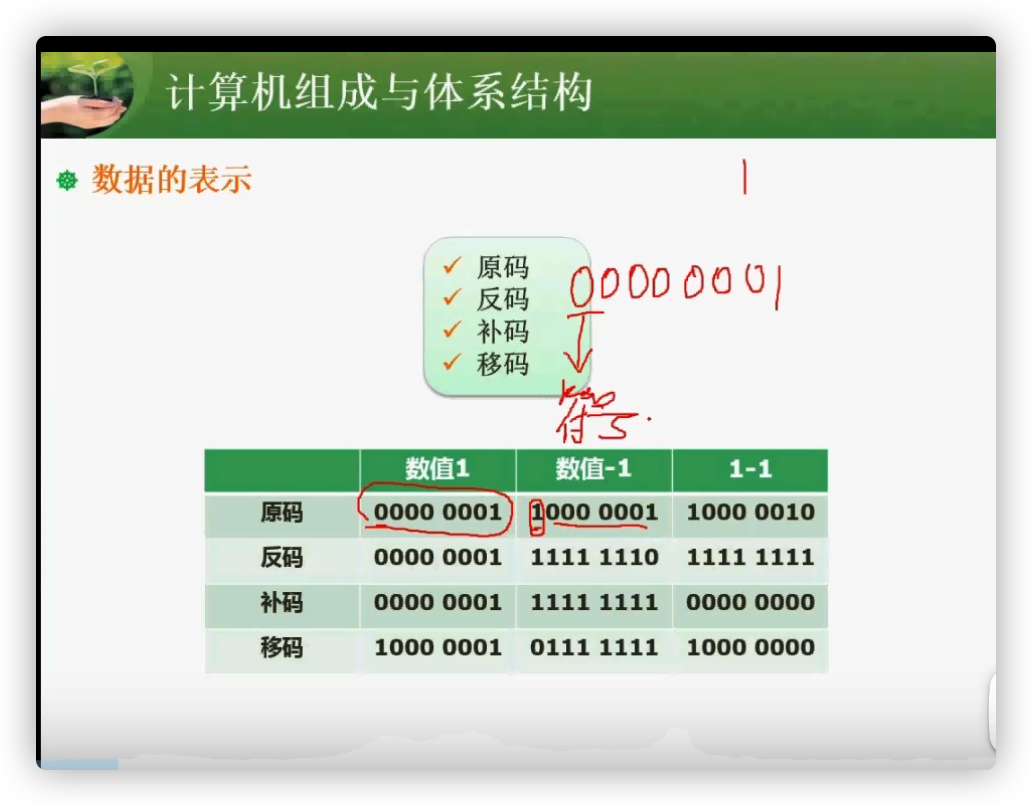 计算机组成与体系结构
数据的表示
1
原码
反码
补码
移码
00000001
符号
数值1 数值-1 1-1
原码 0000 0001 1000 0001 1000 0010
反码 0000 0001 1111 1110 1111 1111
补码 0000 0001 1111 1111 0000 0000
移码 1000 0001 0111 1111 1000 0000